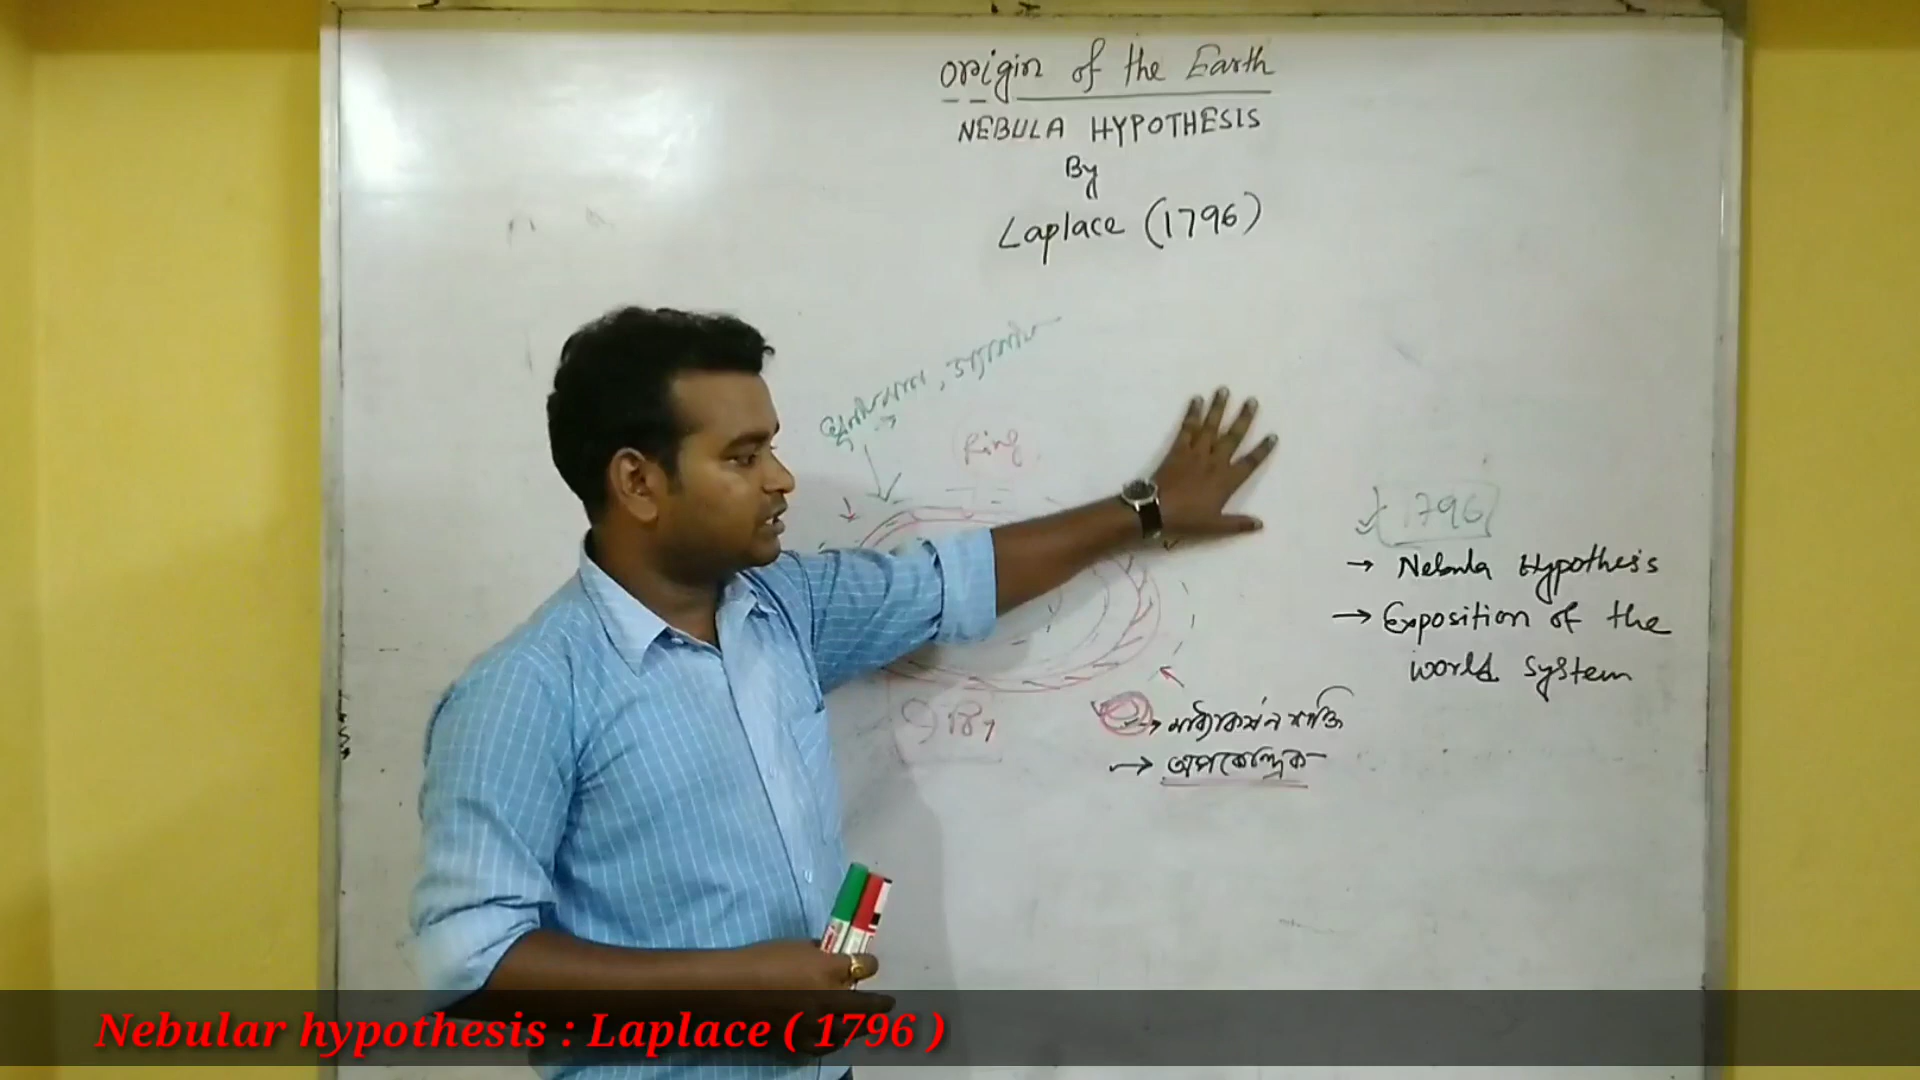 Origin of the Earth
NEBULA HYPOTHESIS
By
Laplace (1796)
Ring
1796
→ Nebula Hypothesis
→ Exposition of the
world system
→ মাধ্যাকর্ষন শক্তি
→ অপকেন্দ্রিক
Nebular hypothesis : Laplace ( 1796 )